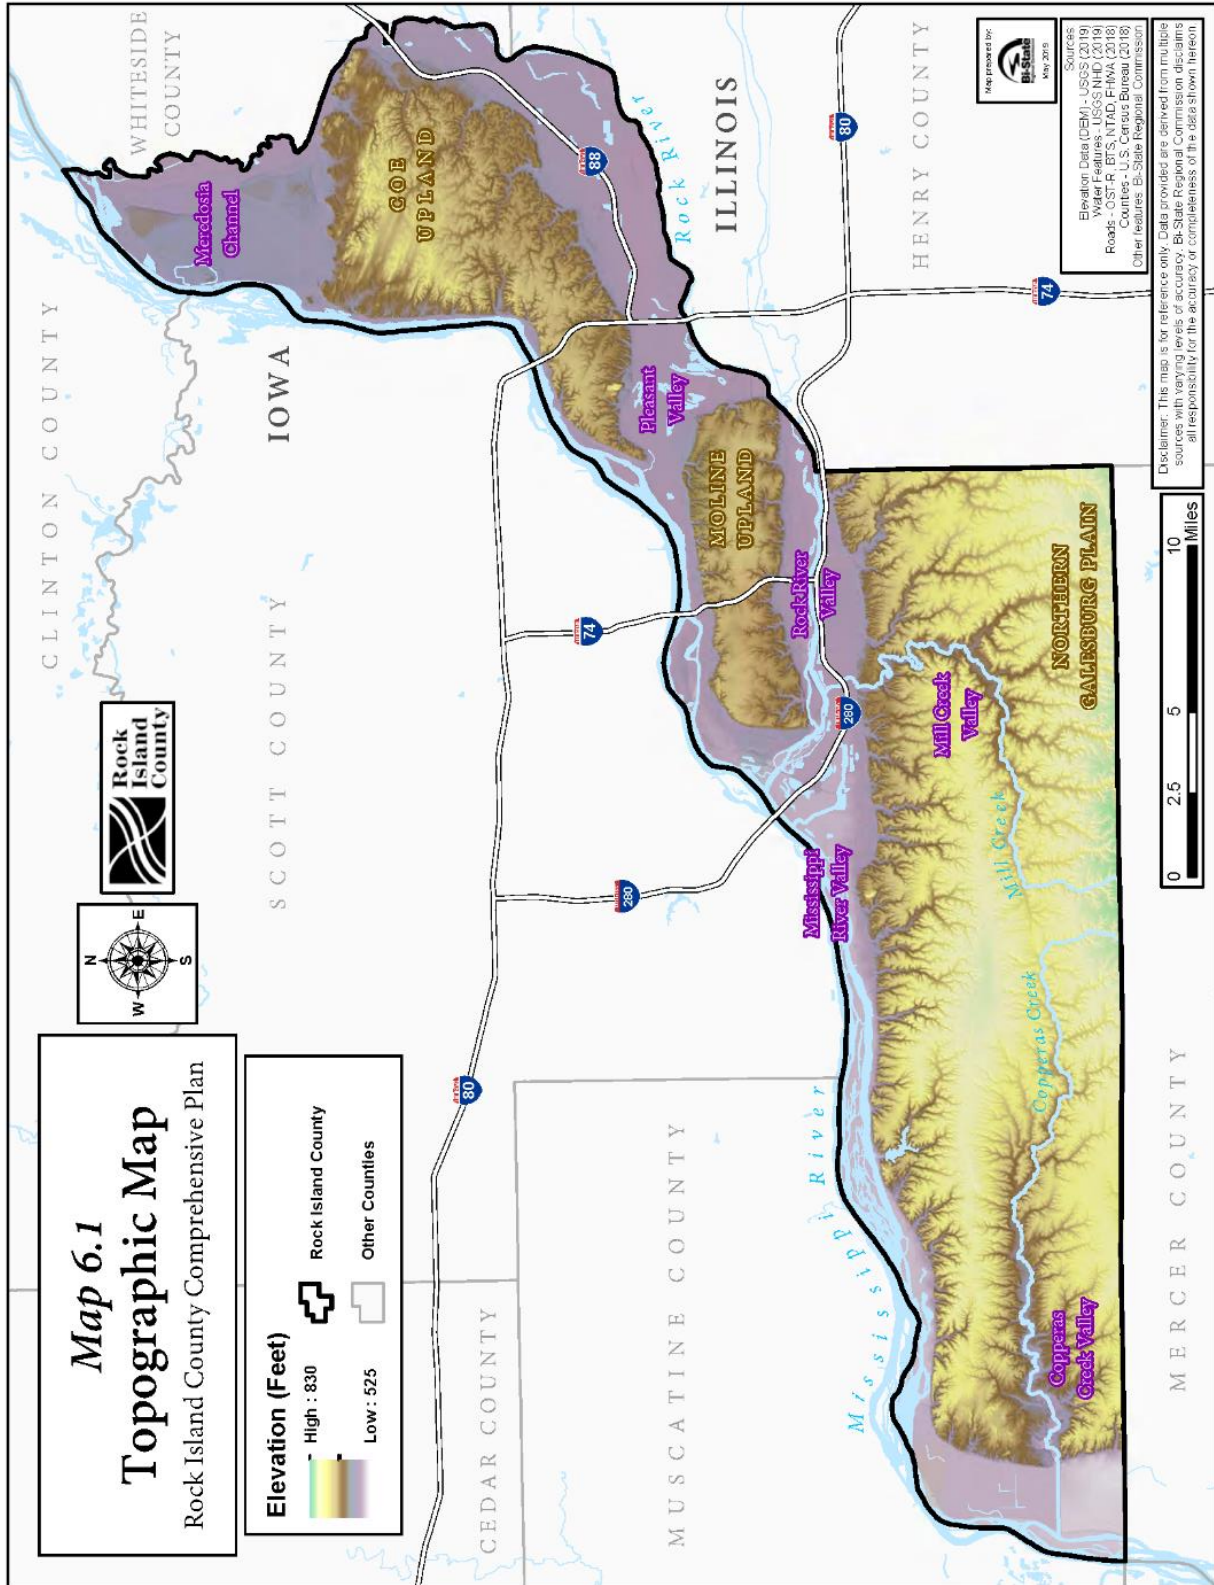 Map 6.1
Topographic Map
Rock Island County Comprehensive Plan
N
W
E
S
Rock
Island
County
Elevation (Feet)
High : 830
Low : 525
Rock Island County
Other Counties
CLINTON COUNTY
WHITESIDE
COUNTY
SCOTT COUNTY
IOWA
CEDAR COUNTY
MUSCATINE COUNTY
ILLINOIS
HENRY COUNTY
MERCER COUNTY
Meredosia
Channel
COE
UPLAND
Rock River
Pleasant
Valley
MOLINE
UPLAND
Rock River
Valley
Mississippi
River Valley
Mississippi River
Mill Creek
Valley
Mill Creek
NORTHERN
GALESBURG PLAIN
Copperas Creek
Copperas
Creek Valley
80
80
88
74
74
280
280
0
2.5
5
10
Miles
Map prepared by:
Bi-State
May 2019
Sources:
Elevation Data (DEM) - USGS (2019)
Water Features - USGS NHD (2019)
Roads - OST-R, BTS, NTAD, FHWA (2018)
Counties - U.S. Census Bureau (2018)
Other features: Bi-State Regional Commission
Disclaimer: This map is for reference only. Data provided are derived from multiple
sources with varying levels of accuracy. Bi-State Regional Commission disclaims
all responsibility for the accuracy or completeness of the data shown hereon.